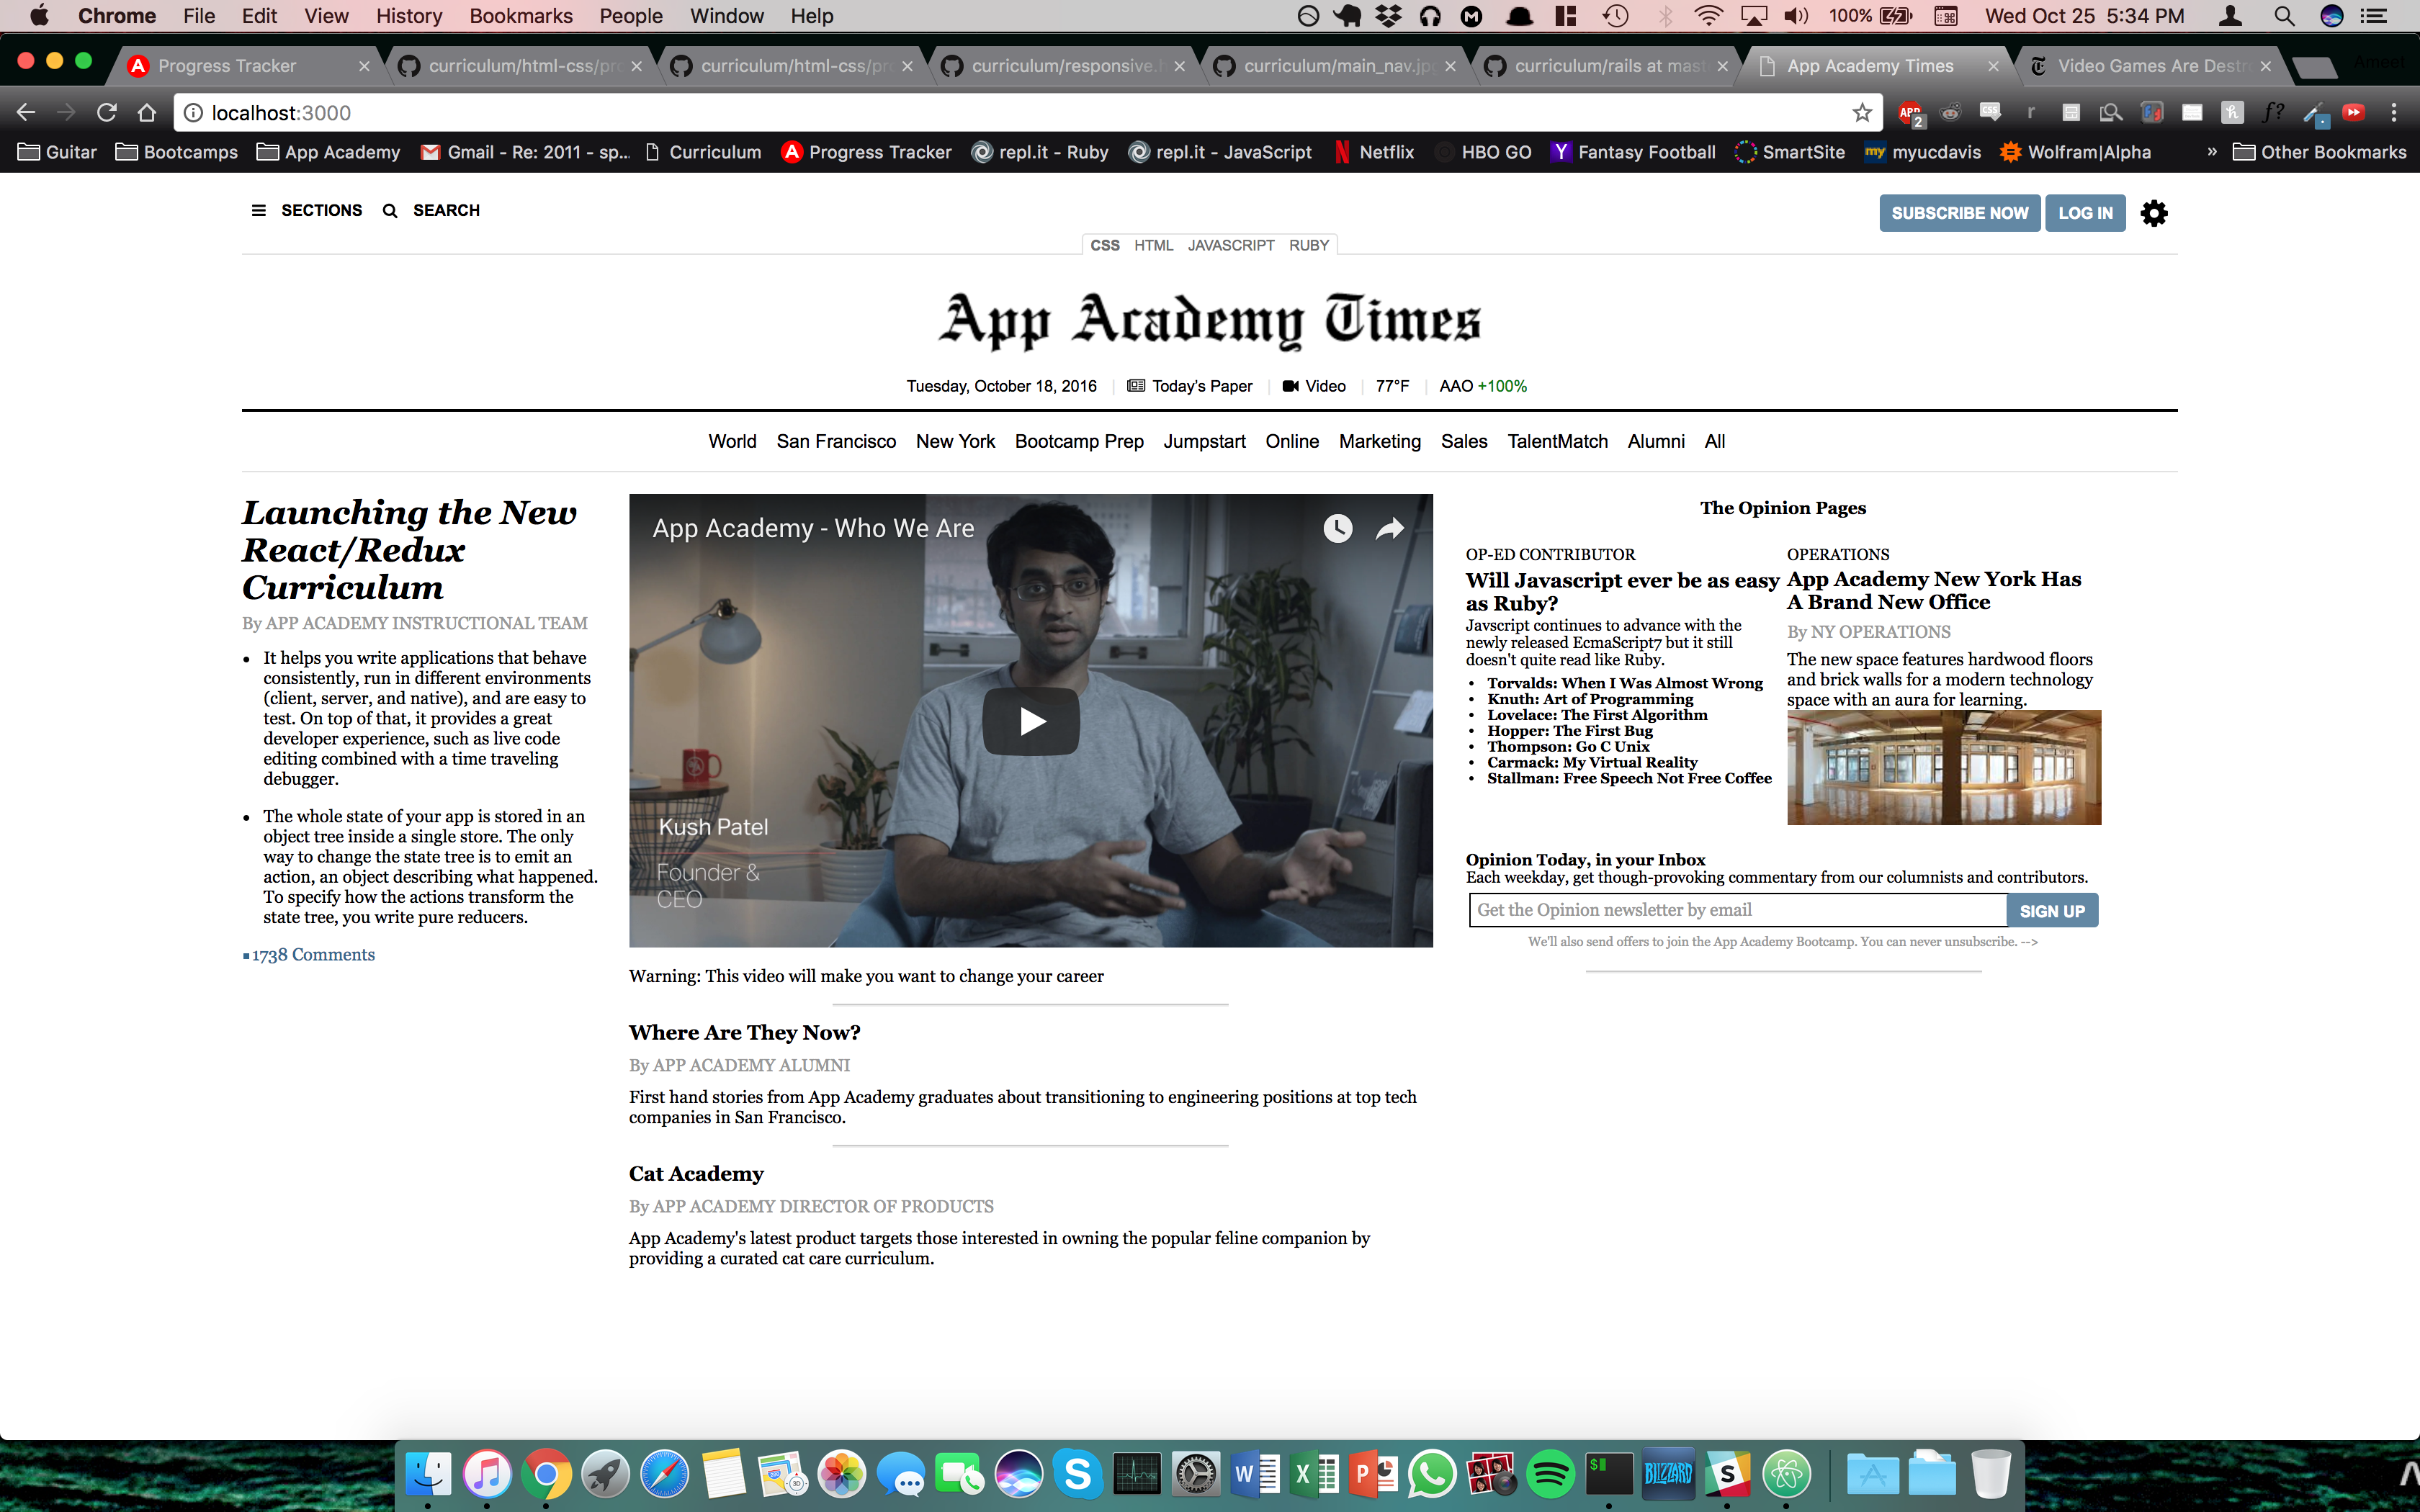 Chrome File Edit View History Bookmarks People Window Help
100% Wed Oct 25 5:34 PM
Progress Tracker
curriculum/html-css/pro
curriculum/html-css/pro
curriculum/responsive.h
curriculum/main_nav.jpg
curriculum/rails at mast
App Academy Times
Video Games Are Destr
localhost:3000
Guitar Bootcamps App Academy Gmail - Re: 2011 - sp... Curriculum Progress Tracker repl.it - Ruby repl.it - JavaScript Netflix HBO GO Fantasy Football SmartSite myucdavis Wolfram|Alpha » Other Bookmarks
SECTIONS SEARCH
SUBSCRIBE NOW LOG IN
CSS HTML JAVASCRIPT RUBY
App Academy Times
Tuesday, October 18, 2016 Today's Paper Video 77°F AAO +100%
World San Francisco New York Bootcamp Prep Jumpstart Online Marketing Sales TalentMatch Alumni All
Launching the New
React/Redux
Curriculum
By APP ACADEMY INSTRUCTIONAL TEAM
• It helps you write applications that behave
consistently, run in different environments
(client, server, and native), and are easy to
test. On top of that, it provides a great
developer experience, such as live code
editing combined with a time traveling
debugger.
• The whole state of your app is stored in an
object tree inside a single store. The only
way to change the state tree is to emit an
action, an object describing what happened.
To specify how the actions transform the
state tree, you write pure reducers.
1738 Comments
App Academy - Who We Are
Kush Patel
Founder &
CEO
Warning: This video will make you want to change your career
Where Are They Now?
By APP ACADEMY ALUMNI
First hand stories from App Academy graduates about transitioning to engineering positions at top tech
companies in San Francisco.
Cat Academy
By APP ACADEMY DIRECTOR OF PRODUCTS
App Academy's latest product targets those interested in owning the popular feline companion by
providing a curated cat care curriculum.
The Opinion Pages
OP-ED CONTRIBUTOR
Will Javascript ever be as easy
as Ruby?
Javscript continues to advance with the
newly released EcmaScript7 but it still
doesn't quite read like Ruby.
• Torvalds: When I Was Almost Wrong
• Knuth: Art of Programming
• Lovelace: The First Algorithm
• Hopper: The First Bug
• Thompson: Go C Unix
• Carmack: My Virtual Reality
• Stallman: Free Speech Not Free Coffee
OPERATIONS
App Academy New York Has
A Brand New Office
By NY OPERATIONS
The new space features hardwood floors
and brick walls for a modern technology
space with an aura for learning.
Opinion Today, in your Inbox
Each weekday, get though-provoking commentary from our columnists and contributors.
Get the Opinion newsletter by email
SIGN UP
We'll also send offers to join the App Academy Bootcamp. You can never unsubscribe. -->
BLIZZARD